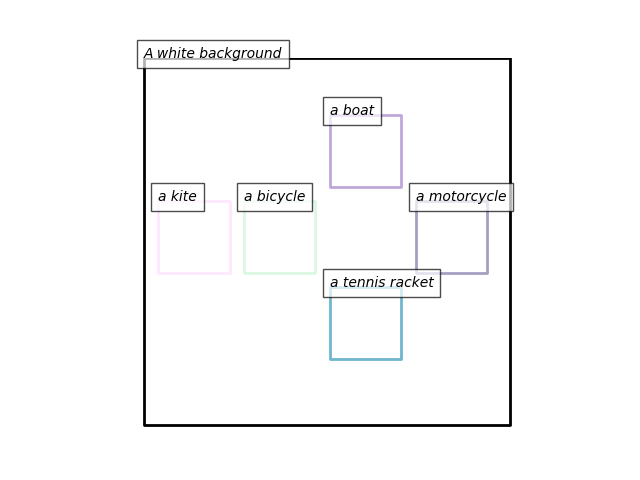 A white background
a boat
a kite
a bicycle
a motorcycle
a tennis racket